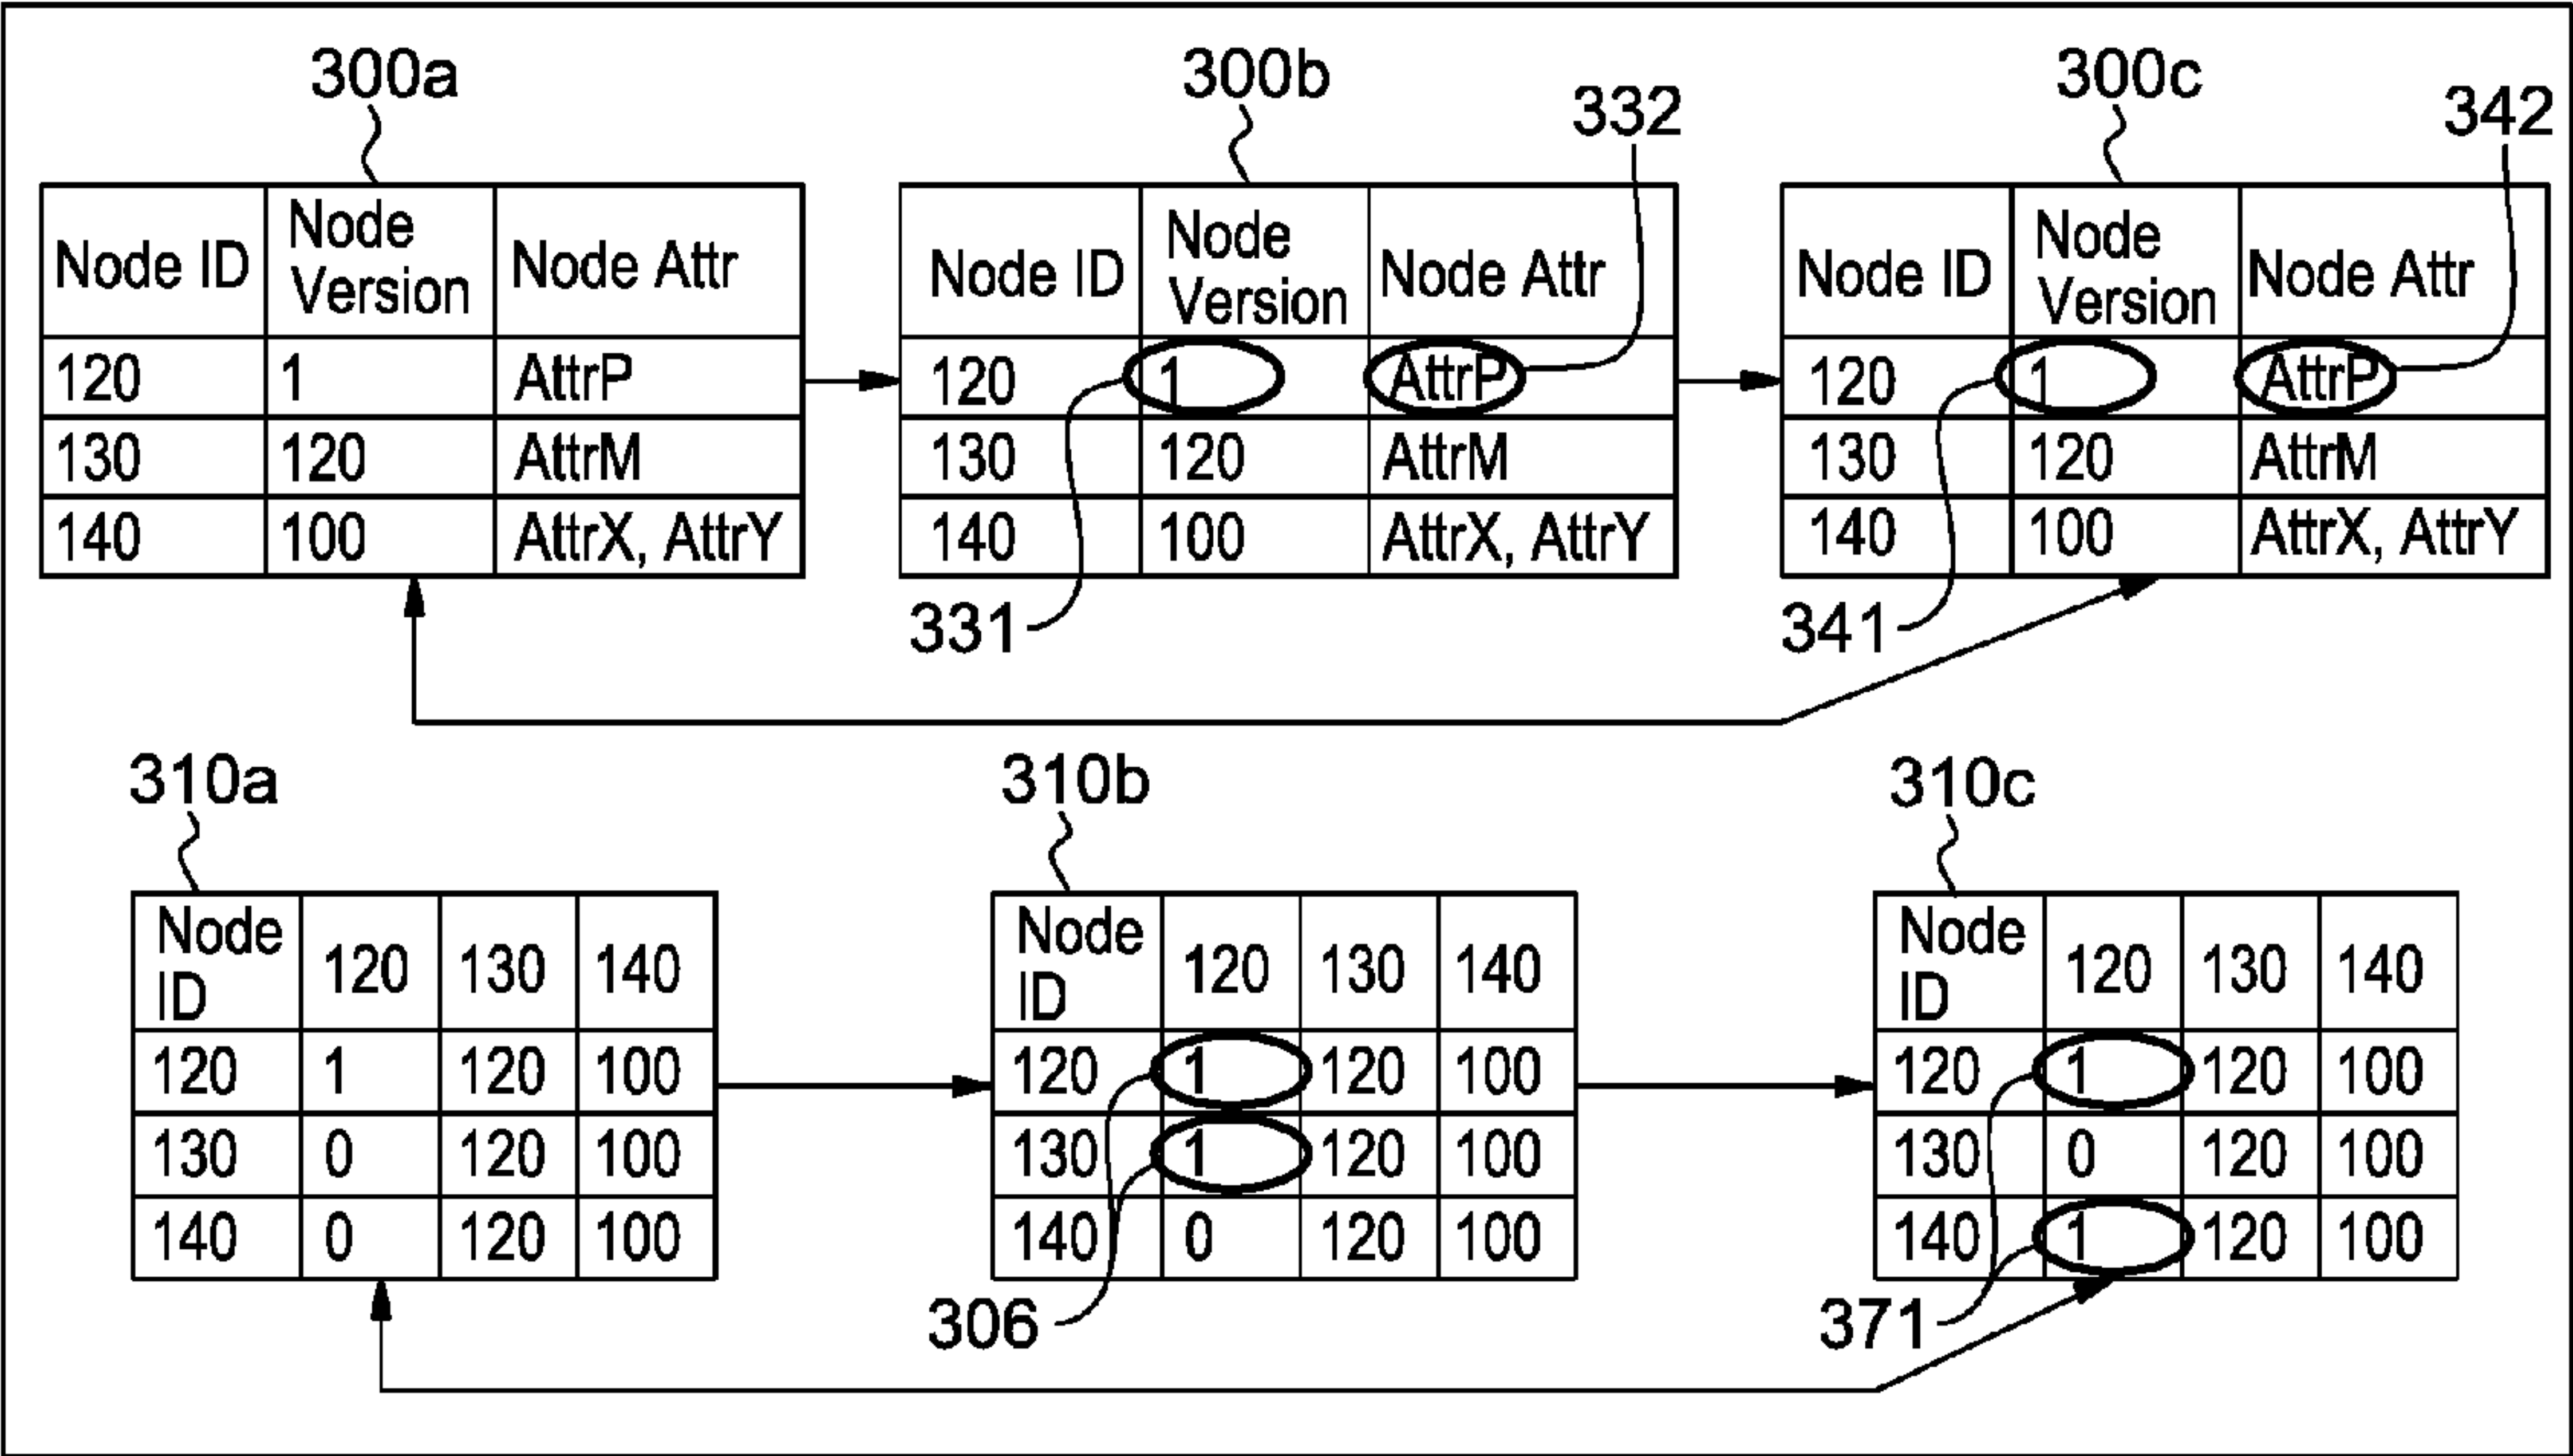 300a 300b 300c
332 342
Node ID Node Version Node Attr
120 1 AttrP
130 120 AttrM
140 100 AttrX, AttrY
Node ID Node Version Node Attr
120 1 AttrP
130 120 AttrM
140 100 AttrX, AttrY
331
Node ID Node Version Node Attr
120 1 AttrP
130 120 AttrM
140 100 AttrX, AttrY
341
310a 310b 310c
Node ID 120 130 140
120 1 120 100
130 0 120 100
140 0 120 100
Node ID 120 130 140
120 1 120 100
130 1 120 100
140 0 120 100
306
Node ID 120 130 140
120 1 120 100
130 0 120 100
140 1 120 100
371